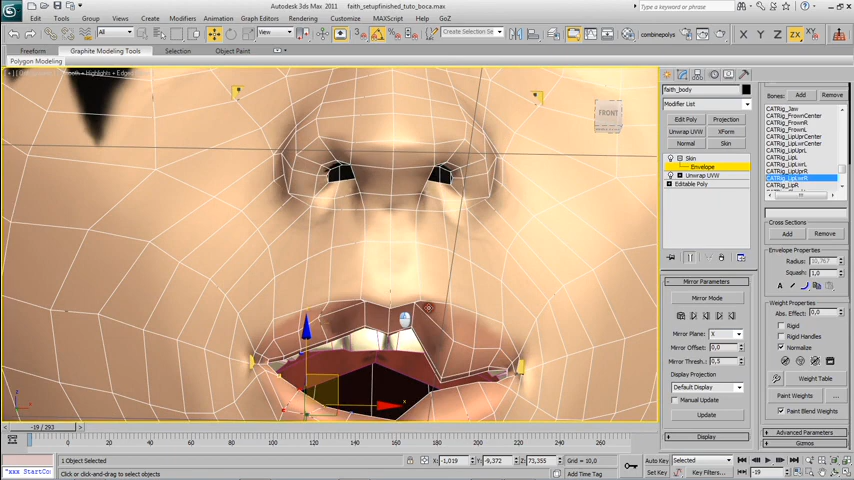 Autodesk 3ds Max 2011 faith_setupfinished_tuto_boca.max
Type a keyword or phrase
Edit Tools Group Views Create Modifiers Animation Graph Editors Rendering Customize MAXScript Help GoZ
All View Create Selection Se combinepolys X Y Z ZX XY
Freeform Graphite Modeling Tools Selection Object Paint
Polygon Modeling
FRONT
faith_body
Modifier List
Edit Poly Projection
Unwrap UVW XForm
Normal Skin
Skin
Envelope
Unwrap UVW
Editable Poly
Mirror Parameters
Mirror Mode
Mirror Plane: X
Mirror Offset: 0,0
Mirror Thresh.: 0,5
Display Projection
Default Display
Manual Update
Update
Display
Bones: Add Remove
CATRig_Jaw
CATRig_FrownCenter
CATRig_FrownR
CATRig_FrownL
CATRig_LipUprCenter
CATRig_LipLwrCenter
CATRig_LipUprL
CATRig_LipL
CATRig_LipLwrL
CATRig_LipUprR
CATRig_LipLwrR
CATRig_LipR
Cross Sections
Add Remove
Envelope Properties
Radius: 10,767
Squash: 1,0
Weight Properties
Abs. Effect: 0,0
Rigid
Rigid Handles
Normalize
Weight Table
Paint Weights ...
Paint Blend Weights
Advanced Parameters
Gizmos
-19 / 293
0 20 40 60 80 100 120 140 160 180 200 220 240 260
1 Object Selected X: -1,019 Y: -9,372 Z: 73,355 Grid = 10,0 Auto Key Selected
"xxx StartCo Click or click-and-drag to select objects Add Time Tag Set Key Key Filters... -19